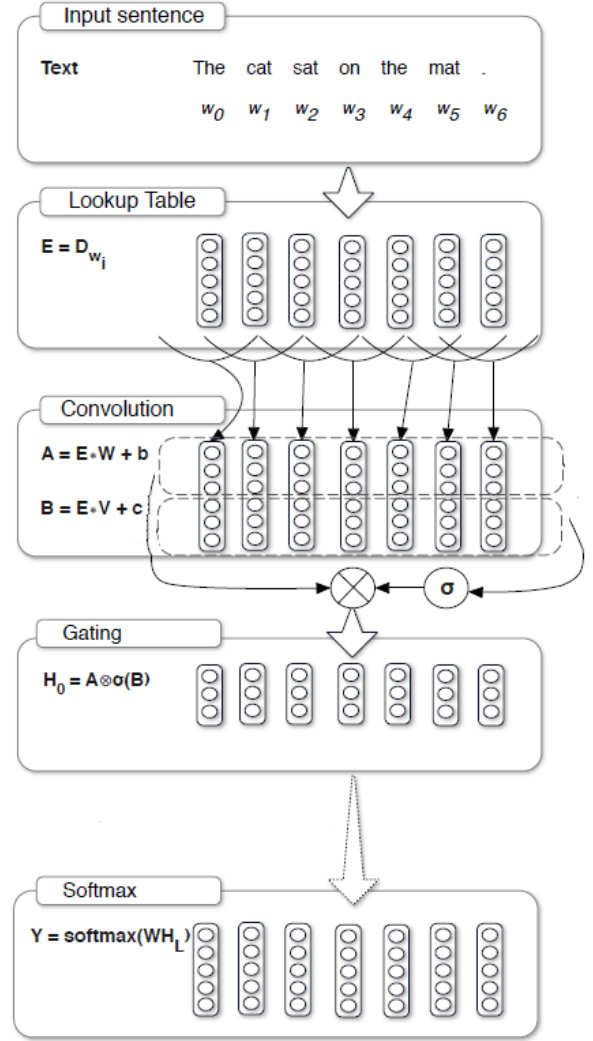 Input sentence
Text The cat sat on the mat .
w0 w1 w2 w3 w4 w5 w6
Lookup Table
E = Dwi
Convolution
A = E*W + b
B = E*V + c
σ
Gating
H0 = A⊗σ(B)
Softmax
Y = softmax(WHL)